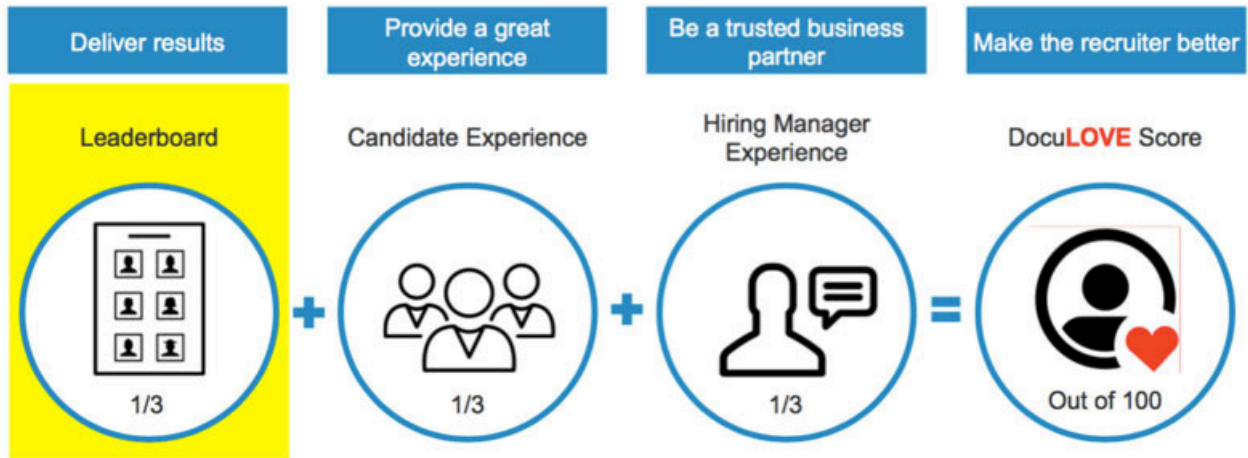 Deliver results
Provide a great
experience
Be a trusted business
partner
Make the recruiter better
Leaderboard
Candidate Experience
Hiring Manager
Experience
DocuLOVE Score
1/3
+
1/3
+
1/3
=
Out of 100